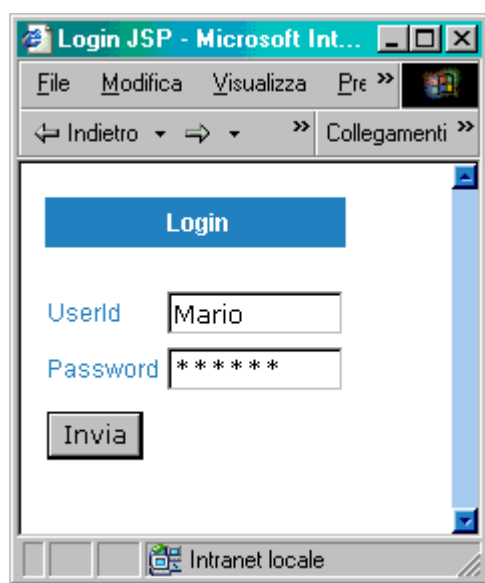 Login JSP - Microsoft Int...
File Modifica Visualizza Pre »
Indietro » Collegamenti »
Login
UserId Mario
Password ******
Invia
Intranet locale